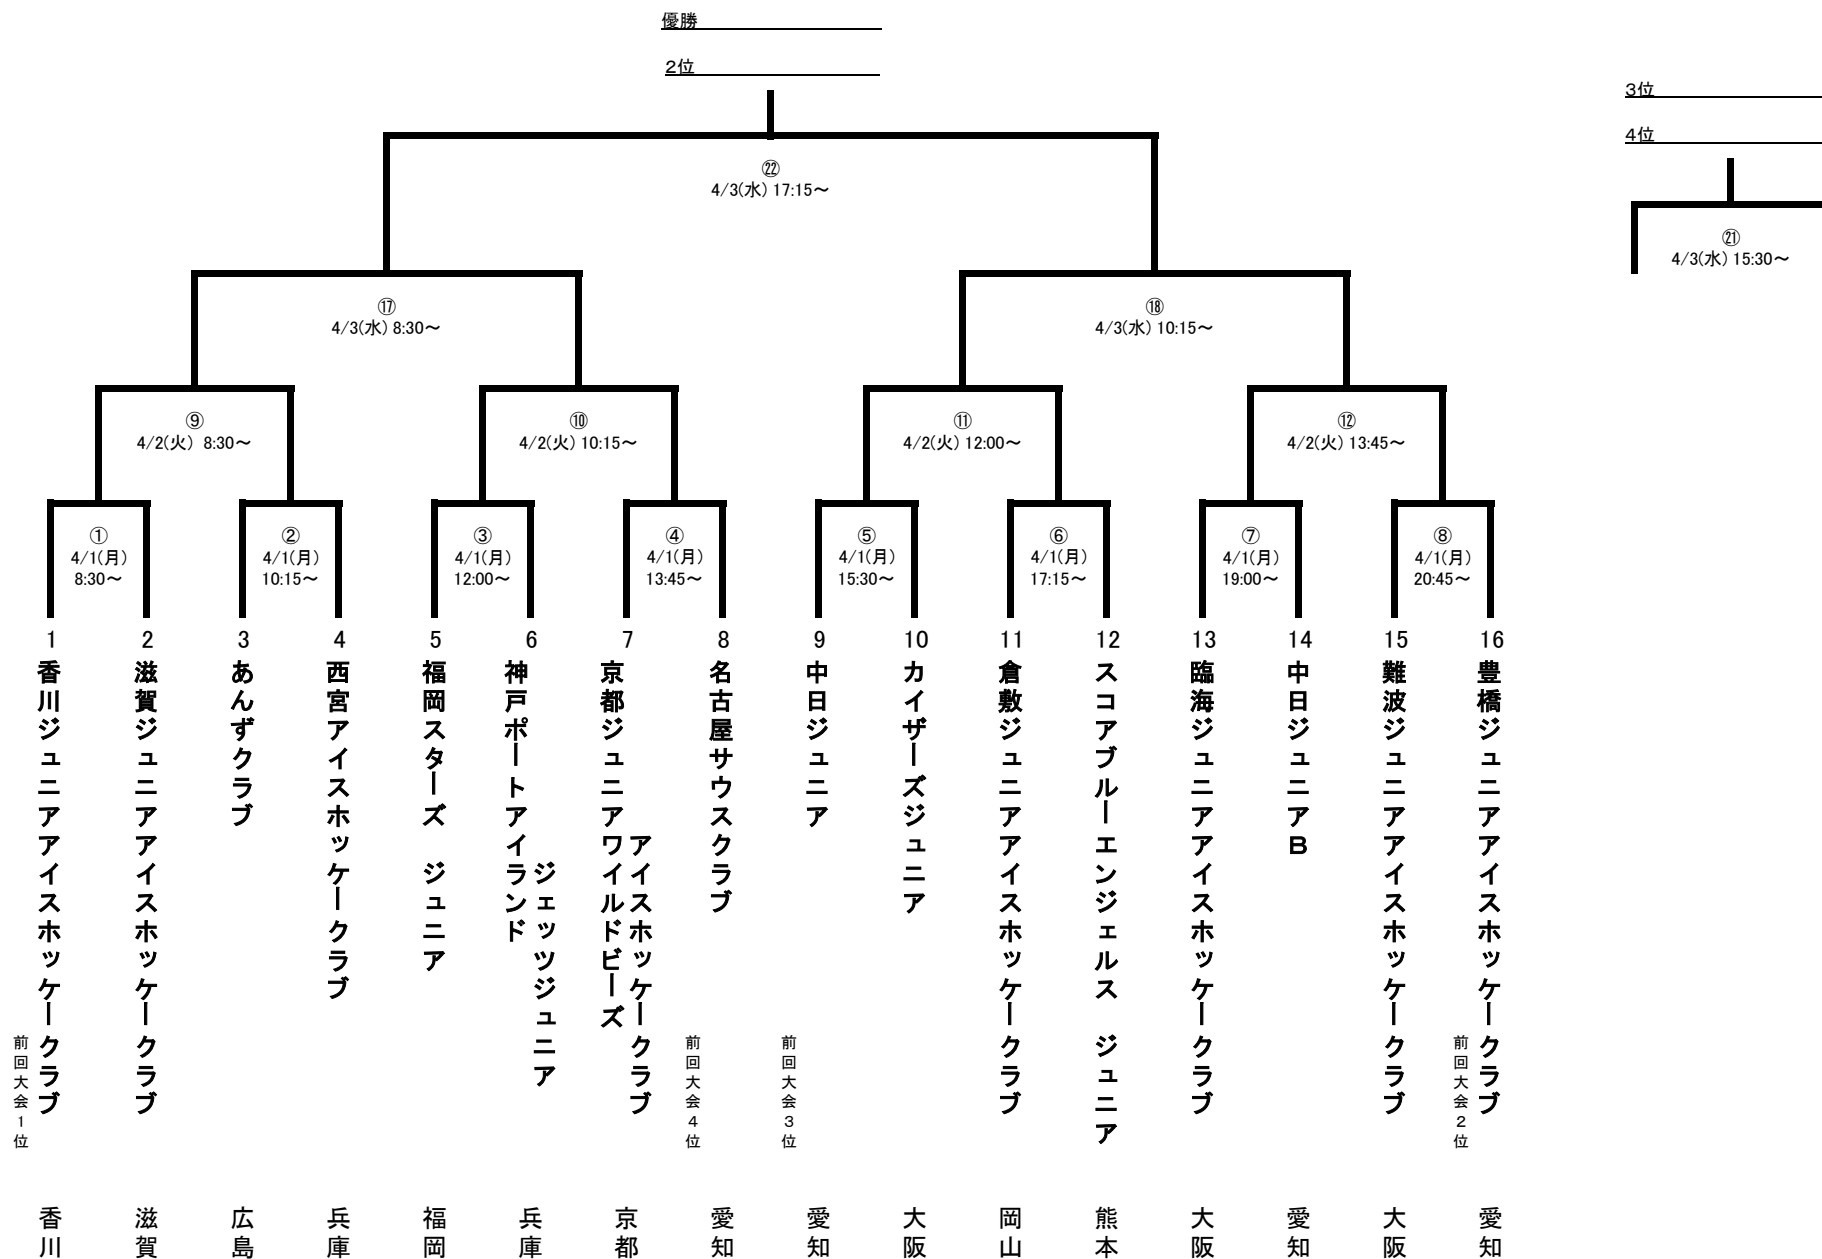 優勝
2位
3位
4位
㉒
4/3(水) 17:15～
㉑
4/3(水) 15:30～
⑰
4/3(水) 8:30～
⑱
4/3(水) 10:15～
⑨
4/2(火) 8:30～
⑩
4/2(火) 10:15～
⑪
4/2(火) 12:00～
⑫
4/2(火) 13:45～
①
4/1(月)
8:30～
②
4/1(月)
10:15～
③
4/1(月)
12:00～
④
4/1(月)
13:45～
⑤
4/1(月)
15:30～
⑥
4/1(月)
17:15～
⑦
4/1(月)
19:00～
⑧
4/1(月)
20:45～
1
香川ジュニアアイスホッケークラブ
前回大会1位
香川
2
滋賀ジュニアアイスホッケークラブ
滋賀
3
あんずクラブ
広島
4
西宮アイスホッケークラブ
兵庫
5
福岡スターズ ジュニア
福岡
6
神戸ポートアイランド
ジェッツジュニア
兵庫
7
京都ジュニアワイルドビーズ
アイスホッケークラブ
京都
8
名古屋サウスクラブ
前回大会4位
愛知
9
中日ジュニア
前回大会3位
愛知
10
カイザーズジュニア
大阪
11
倉敷ジュニアアイスホッケークラブ
岡山
12
スコアブルーエンジェルス ジュニア
熊本
13
臨海ジュニアアイスホッケークラブ
大阪
14
中日ジュニアB
愛知
15
難波ジュニアアイスホッケークラブ
大阪
16
豊橋ジュニアアイスホッケークラブ
前回大会2位
愛知